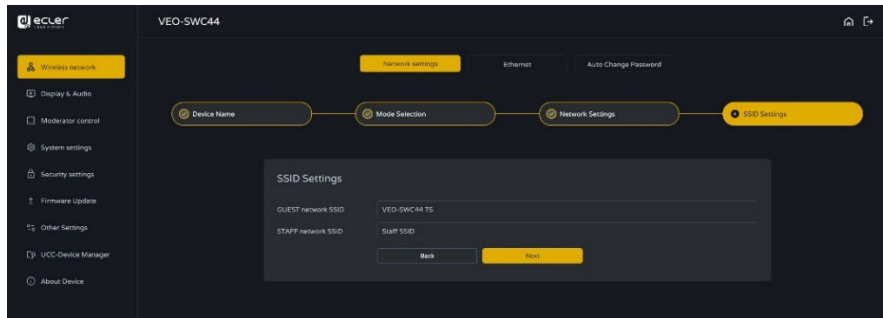 ecler
VEO-SWC44
Wireless network
Display & Audio
Moderator control
System settings
Security settings
Firmware Update
Other Settings
UCC-Device Manager
About Device
Network settings
Ethernet
Auto Change Password
Device Name
Mode Selection
Network Settings
SSID Settings
SSID Settings
GUEST network SSID
VEO-SWC44 TS
STAFF network SSID
Staff SSID
Back
Next